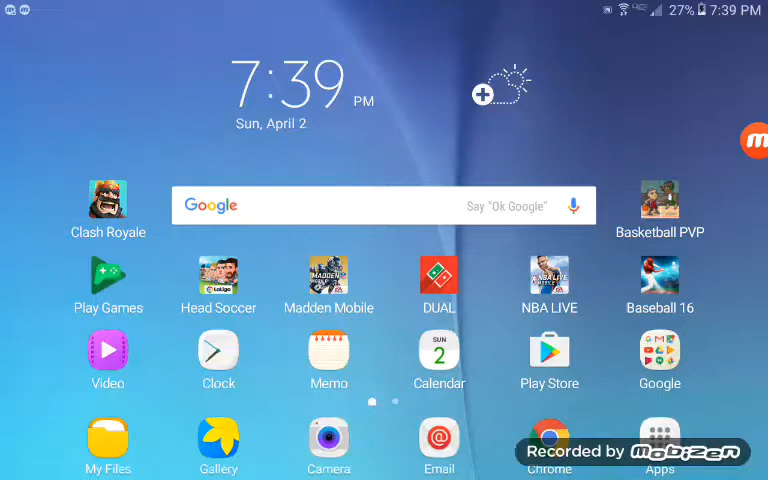 27% 7:39 PM
7:39 PM
Sun, April 2
Clash Royale
Google Say "Ok Google"
Basketball PVP
Play Games
Head Soccer
Madden Mobile
DUAL
NBA LIVE
Baseball 16
Video
Clock
Memo
SUN
2
Calendar
Play Store
Google
My Files
Gallery
Camera
Email
Chrome
Apps
Recorded by mobizen